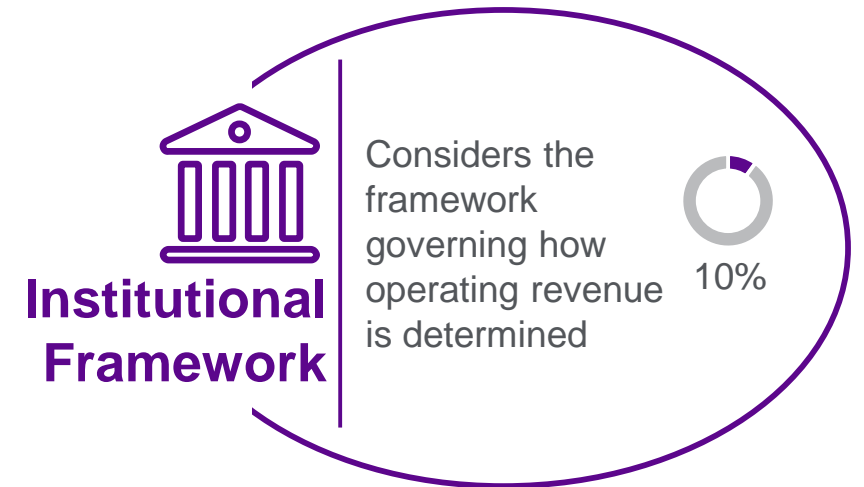 Institutional
Framework
Considers the
framework
governing how
operating revenue
is determined
10%